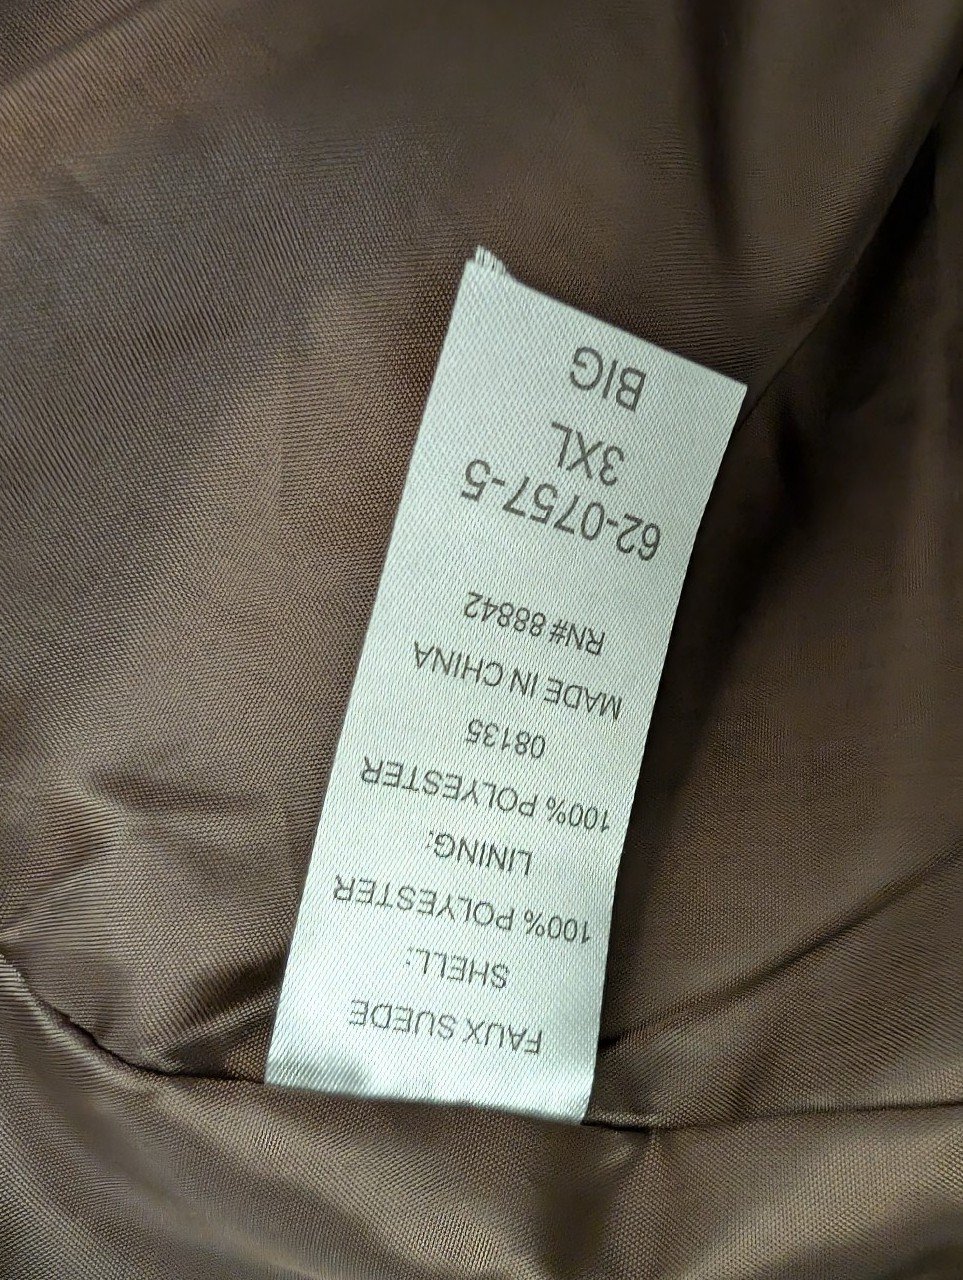 FAUX SUEDE
SHELL:
100% POLYESTER
LINING:
100% POLYESTER
08135
MADE IN CHINA
RN# 88842
62-0757-5
3XL
BIG